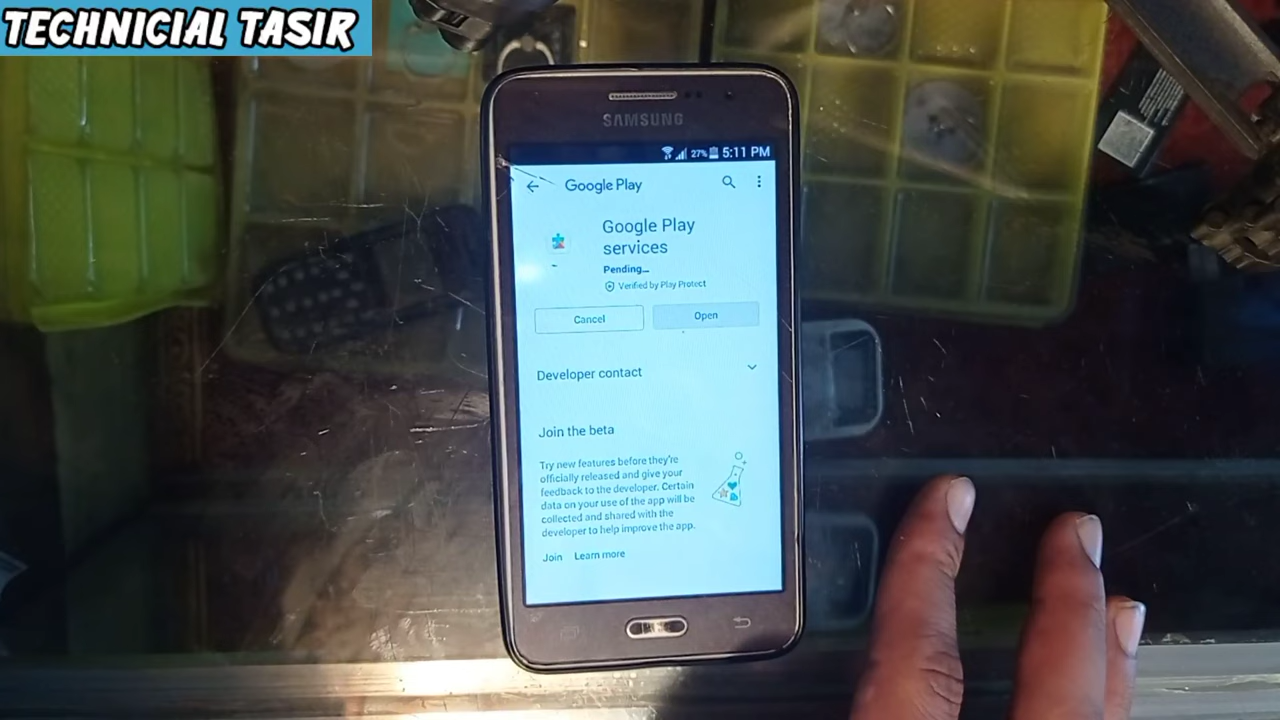 TECHNICIAL TASIR
SAMSUNG
27% 5:11 PM
Google Play
Google Play
services
Pending...
Verified by Play Protect
Cancel Open
Developer contact
Join the beta
Try new features before they're
officially released and give your
feedback to the developer. Certain
data on your use of the app will be
collected and shared with the
developer to help improve the app.
Join Learn more